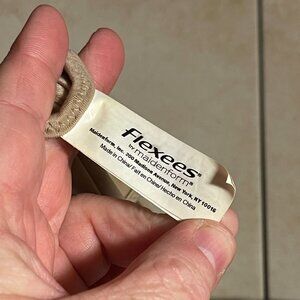 flexees®
by maidenform®
Maidenform, Inc. 200 Madison Avenue, New York, NY 10016
Made in China/Fait en Chine/Hecho en China